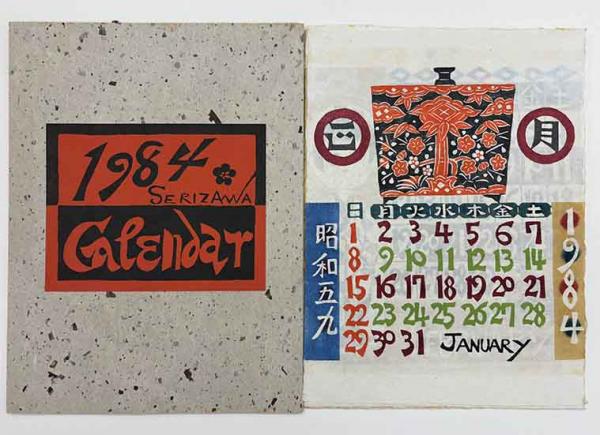 1984
SERIZAWA
Calendar
正 月
昭和五九
日 月 火 水 木 金 土
1 2 3 4 5 6 7
8 9 10 11 12 13 14
15 16 17 18 19 20 21
22 23 24 25 26 27 28
29 30 31 JANUARY
1984